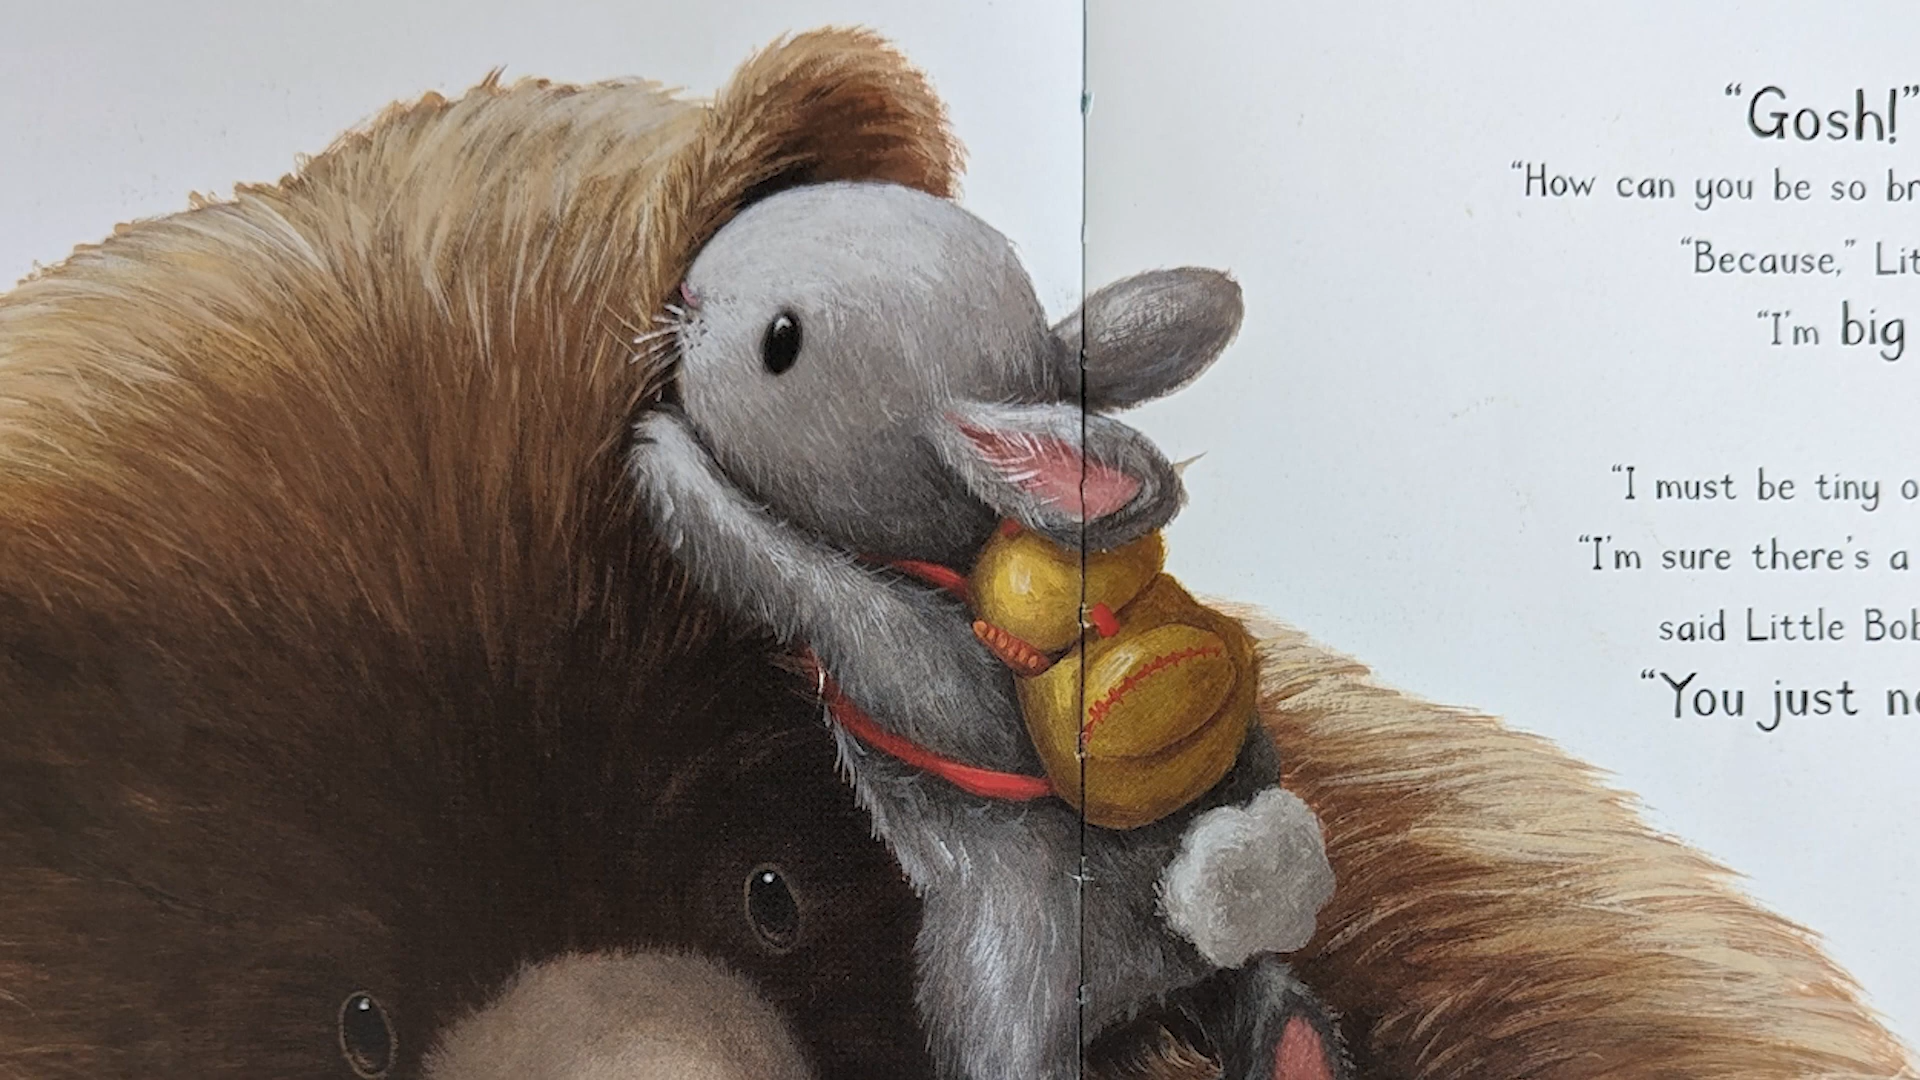 “Gosh!”
“How can you be so br
“Because,” Lit
“I’m big
“I must be tiny o
“I’m sure there’s a
said Little Bob
“You just ne